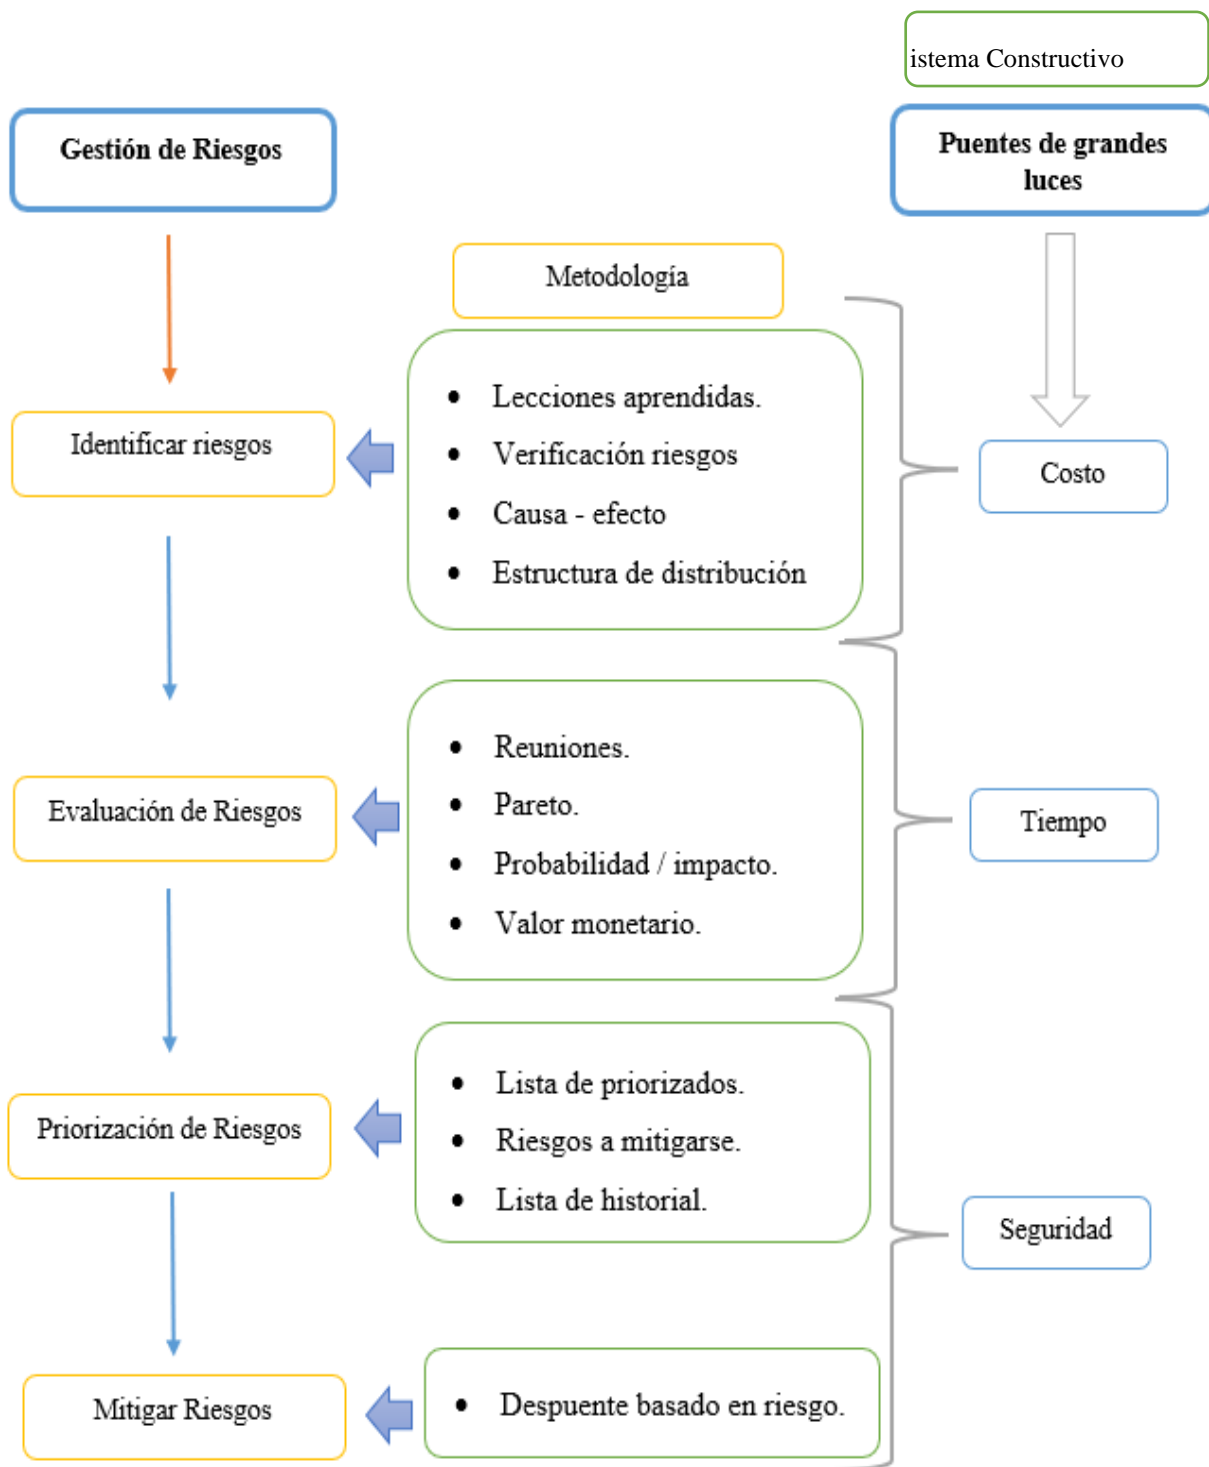 istema Constructivo
Gestión de Riesgos
Puentes de grandes
luces
Metodología
Identificar riesgos
• Lecciones aprendidas.
• Verificación riesgos
• Causa - efecto
• Estructura de distribución
Costo
Evaluación de Riesgos
• Reuniones.
• Pareto.
• Probabilidad / impacto.
• Valor monetario.
Tiempo
Priorización de Riesgos
• Lista de priorizados.
• Riesgos a mitigarse.
• Lista de historial.
Seguridad
Mitigar Riesgos
• Despuente basado en riesgo.